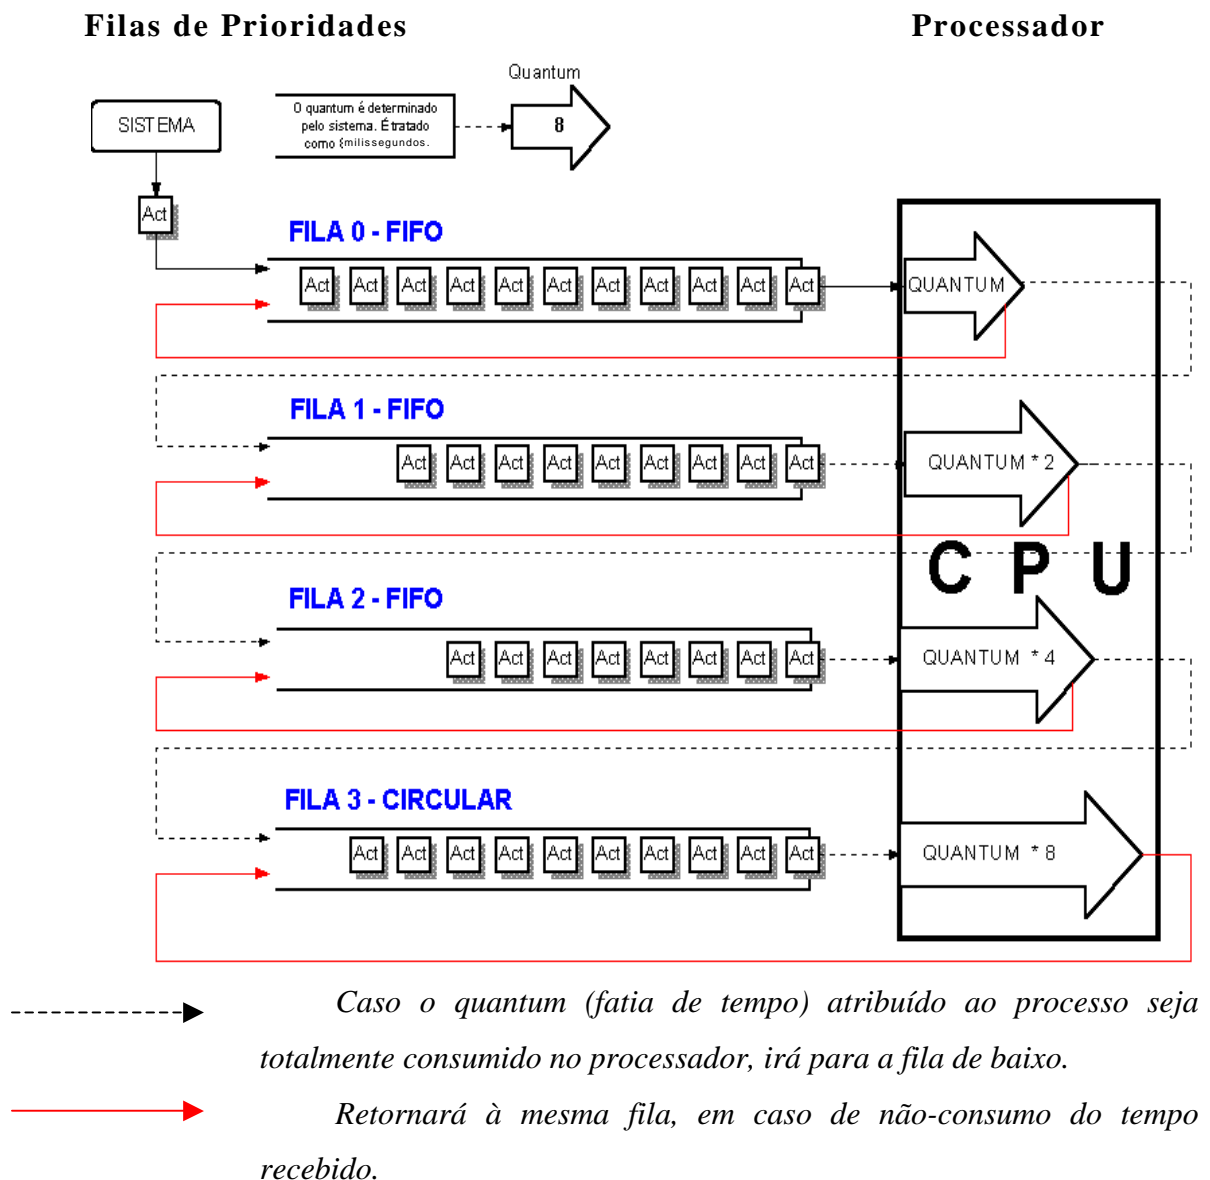 Filas de Prioridades
Processador
Quantum
SISTEMA
O quantum é determinado
pelo sistema. É tratado
como {milissegundos.
8
Act
FILA 0 - FIFO
Act Act Act Act Act Act Act Act Act Act Act
QUANTUM
FILA 1 - FIFO
Act Act Act Act Act Act Act Act Act
QUANTUM * 2
C P U
FILA 2 - FIFO
Act Act Act Act Act Act Act Act
QUANTUM * 4
FILA 3 - CIRCULAR
Act Act Act Act Act Act Act Act Act Act
QUANTUM * 8
Caso o quantum (fatia de tempo) atribuído ao processo seja
totalmente consumido no processador, irá para a fila de baixo.
Retornará à mesma fila, em caso de não-consumo do tempo
recebido.